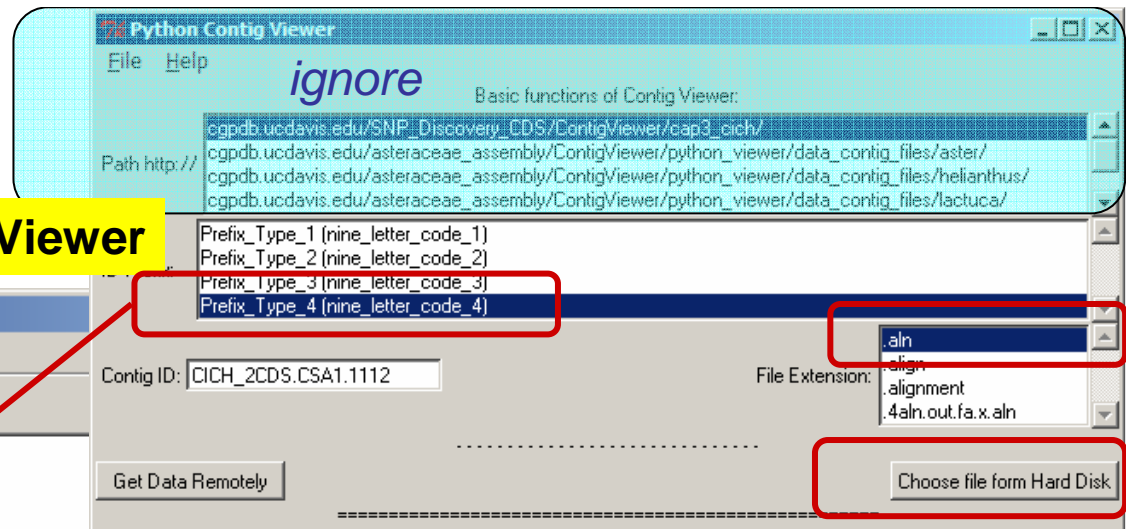 Python Contig Viewer
File Help
ignore
Basic functions of Contig Viewer:
Path http://
cgpdb.ucdavis.edu/SNP_Discovery_CDS/ContigViewer/cap3_cich/
cgpdb.ucdavis.edu/asteraceae_assembly/ContigViewer/python_viewer/data_contig_files/aster/
cgpdb.ucdavis.edu/asteraceae_assembly/ContigViewer/python_viewer/data_contig_files/helianthus/
cgpdb.ucdavis.edu/asteraceae_assembly/ContigViewer/python_viewer/data_contig_files/lactuca/
Viewer
Prefix_Type_1 (nine_letter_code_1)
Prefix_Type_2 (nine_letter_code_2)
Prefix_Type_3 (nine_letter_code_3)
Prefix_Type_4 (nine_letter_code_4)
Contig ID: CICH_2CDS.CSA1.1112
File Extension:
.aln
.align
.alignment
.4aln.out.fa.x.aln
Get Data Remotely
Choose file form Hard Disk